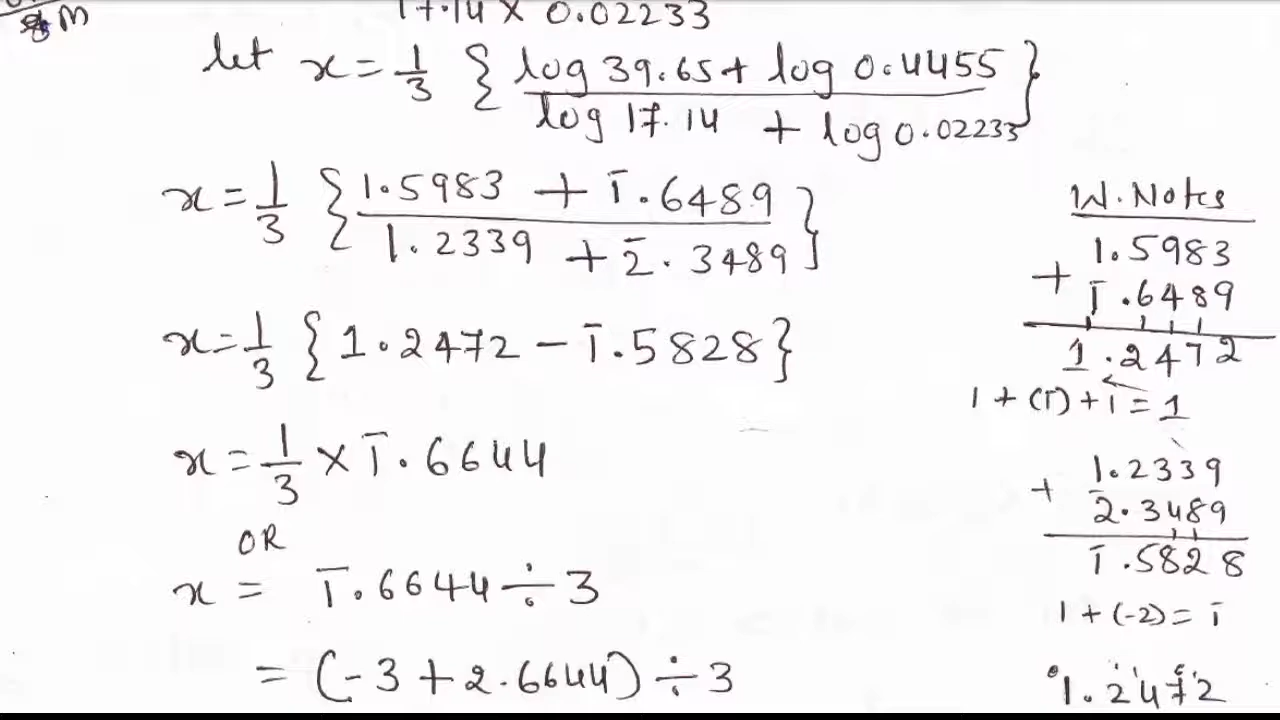 17.14 × 0.02233
let x = 1/3 { (log 39.65 + log 0.4455) / (log 17.14 + log 0.02233) }
x = 1/3 { (1.5983 + 1̄.6489) / (1.2339 + 2̄.3489) }
x = 1/3 { 1.2472 – 1̄.5828 }
x = 1/3 × 1̄.6644
OR
x = 1̄.6644 ÷ 3
= (-3 + 2.6644) ÷ 3
W. Notes
1.5983
+ 1̄.6489
1.2472
1 + (1̄) + 1 = 1
1.2339
+ 2̄.3489
1̄.5828
1 + (-2) = 1̄
1.2472